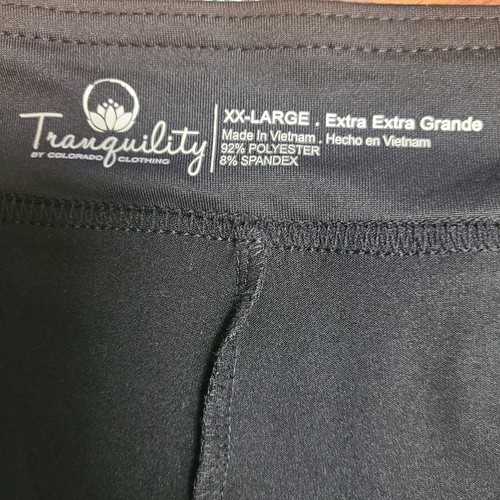 Tranquility
BY COLORADO CLOTHING
XX-LARGE . Extra Extra Grande
Made In Vietnam . Hecho en Vietnam
92% POLYESTER
8% SPANDEX